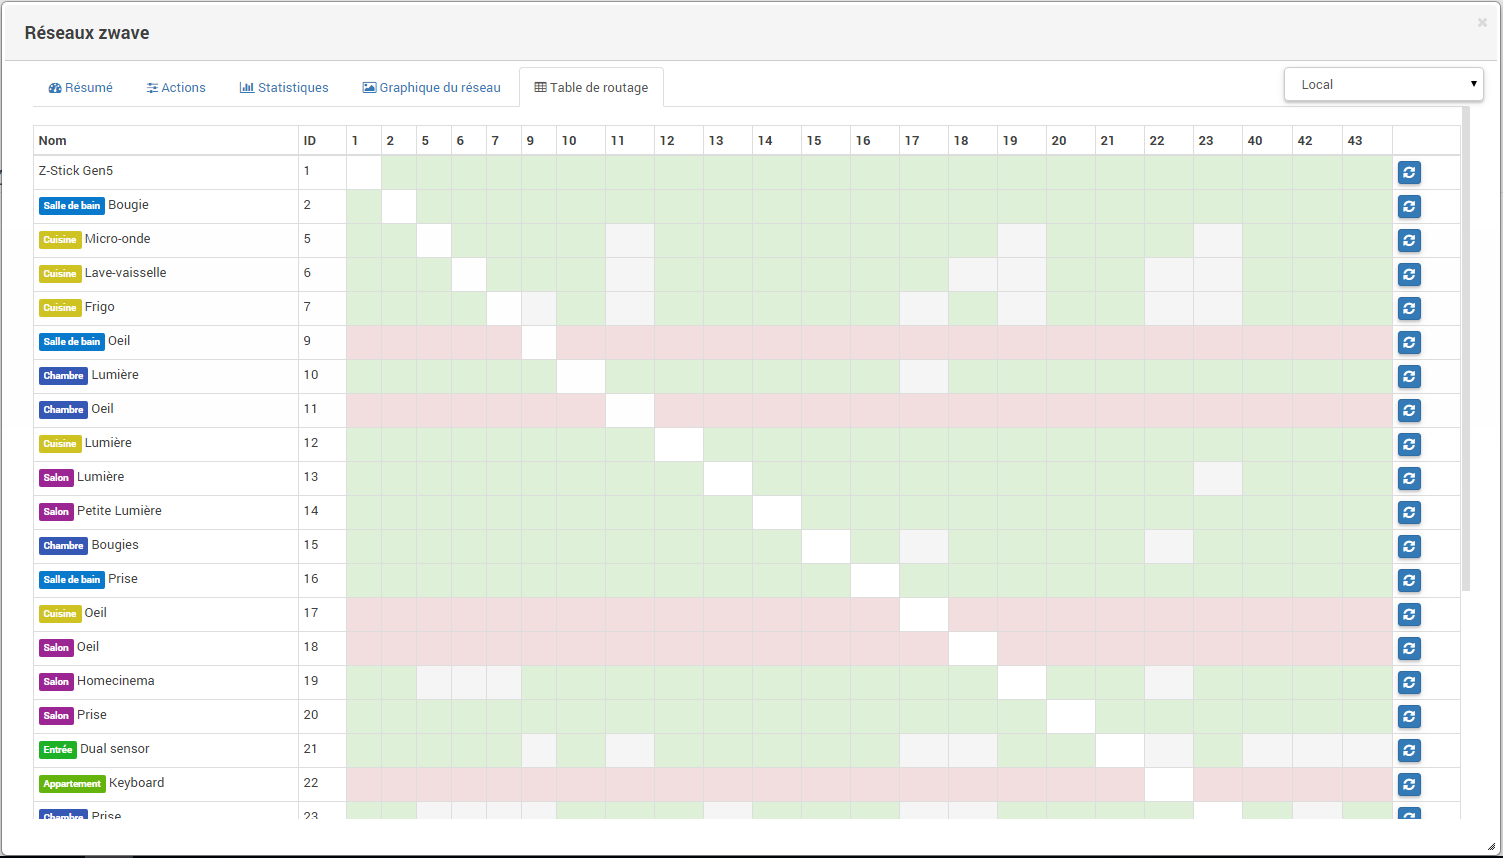 Réseaux zwave
Résumé Actions Statistiques Graphique du réseau Table de routage Local
Nom ID 1 2 5 6 7 9 10 11 12 13 14 15 16 17 18 19 20 21 22 23 40 42 43
Z-Stick Gen5 1
Salle de bain Bougie 2
Cuisine Micro-onde 5
Cuisine Lave-vaisselle 6
Cuisine Frigo 7
Salle de bain Oeil 9
Chambre Lumière 10
Chambre Oeil 11
Cuisine Lumière 12
Salon Lumière 13
Salon Petite Lumière 14
Chambre Bougies 15
Salle de bain Prise 16
Cuisine Oeil 17
Salon Oeil 18
Salon Homecinema 19
Salon Prise 20
Entrée Dual sensor 21
Appartement Keyboard 22
Chambre Prise 23